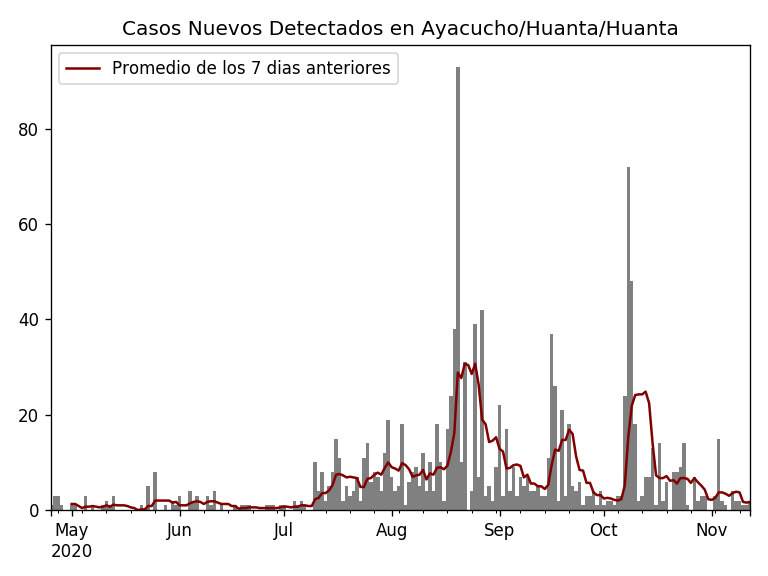 Casos Nuevos Detectados en Ayacucho/Huanta/Huanta
Promedio de los 7 dias anteriores
80
60
40
20
0
May Jun Jul Aug Sep Oct Nov
2020